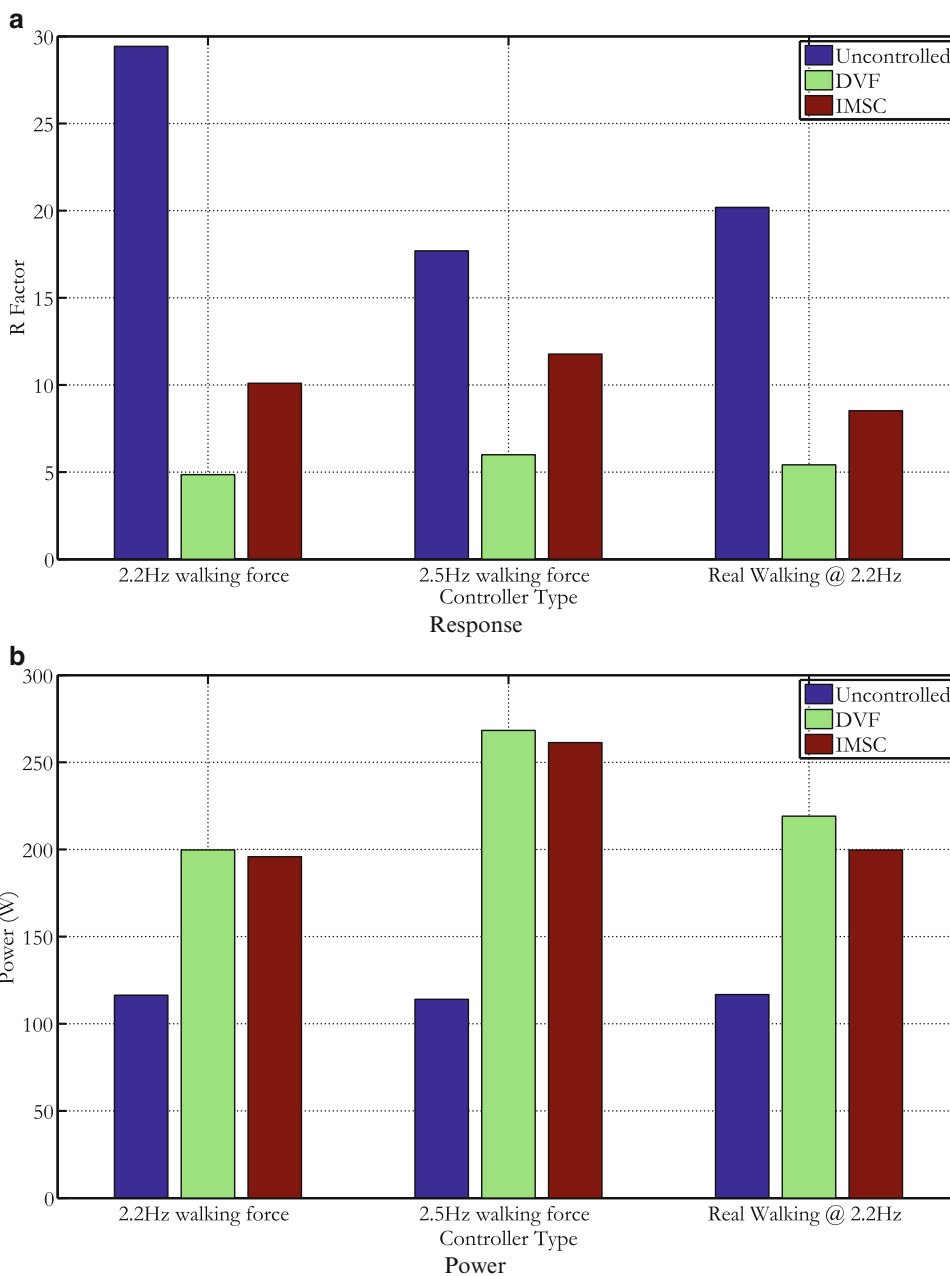 a
30
25
20
15
10
5
0
R Factor
Uncontrolled
DVF
IMSC
2.2Hz walking force
2.5Hz walking force
Real Walking @ 2.2Hz
Controller Type
Response
b
300
250
200
150
100
50
0
Power (W)
Uncontrolled
DVF
IMSC
2.2Hz walking force
2.5Hz walking force
Real Walking @ 2.2Hz
Controller Type
Power